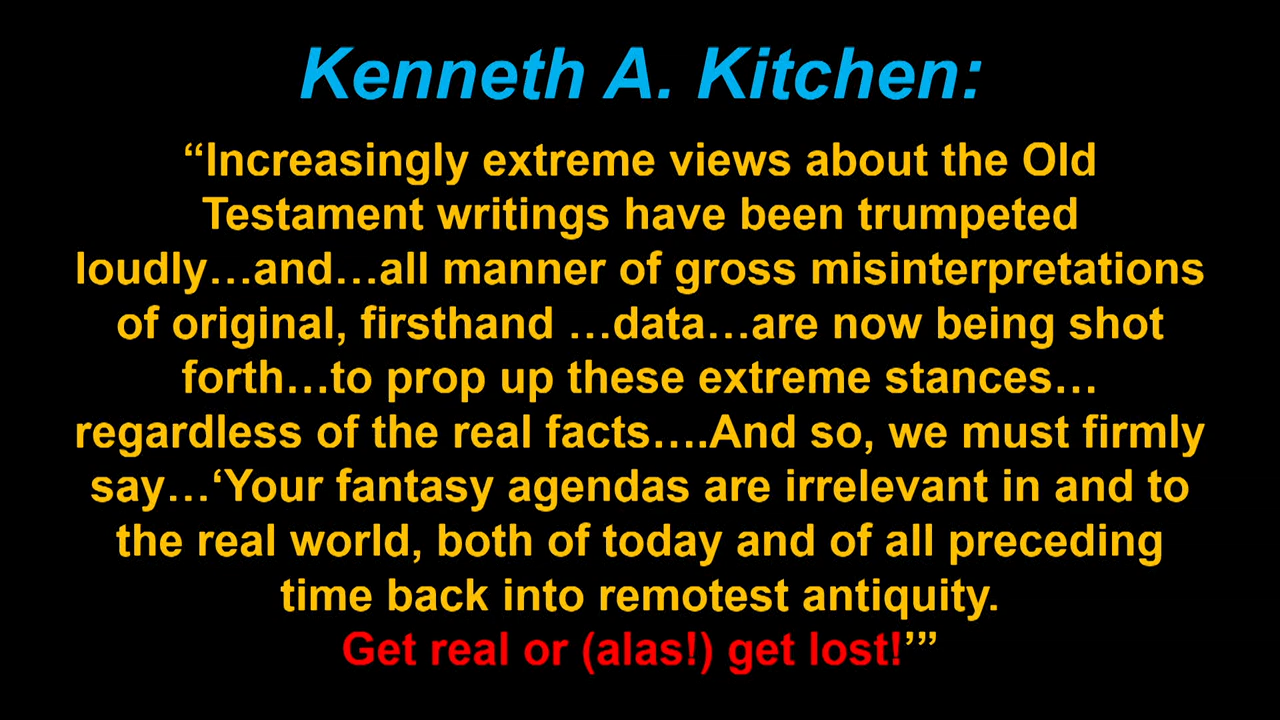 Kenneth A. Kitchen:
“Increasingly extreme views about the Old
Testament writings have been trumpeted
loudly…and…all manner of gross misinterpretations
of original, firsthand …data…are now being shot
forth…to prop up these extreme stances…
regardless of the real facts….And so, we must firmly
say…‘Your fantasy agendas are irrelevant in and to
the real world, both of today and of all preceding
time back into remotest antiquity.
Get real or (alas!) get lost!’”